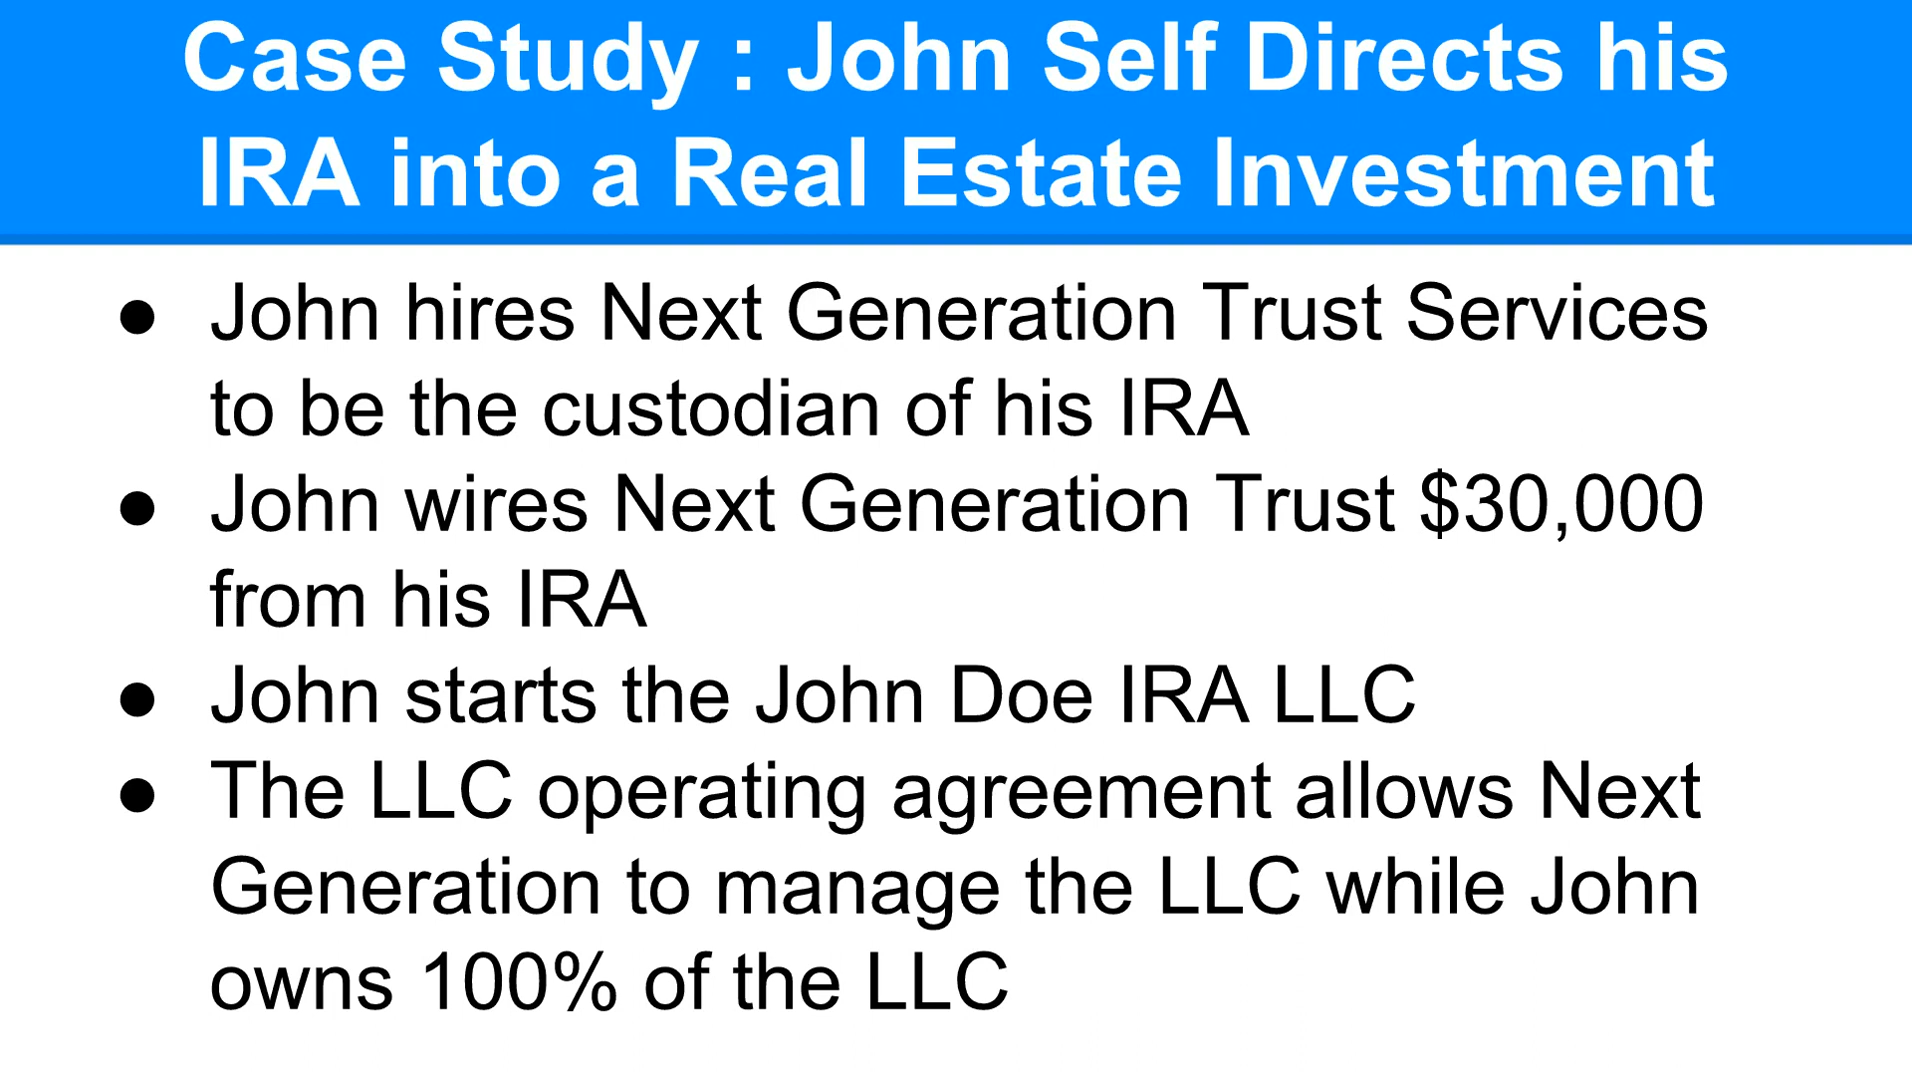 Case Study : John Self Directs his
IRA into a Real Estate Investment
● John hires Next Generation Trust Services
to be the custodian of his IRA
● John wires Next Generation Trust $30,000
from his IRA
● John starts the John Doe IRA LLC
● The LLC operating agreement allows Next
Generation to manage the LLC while John
owns 100% of the LLC